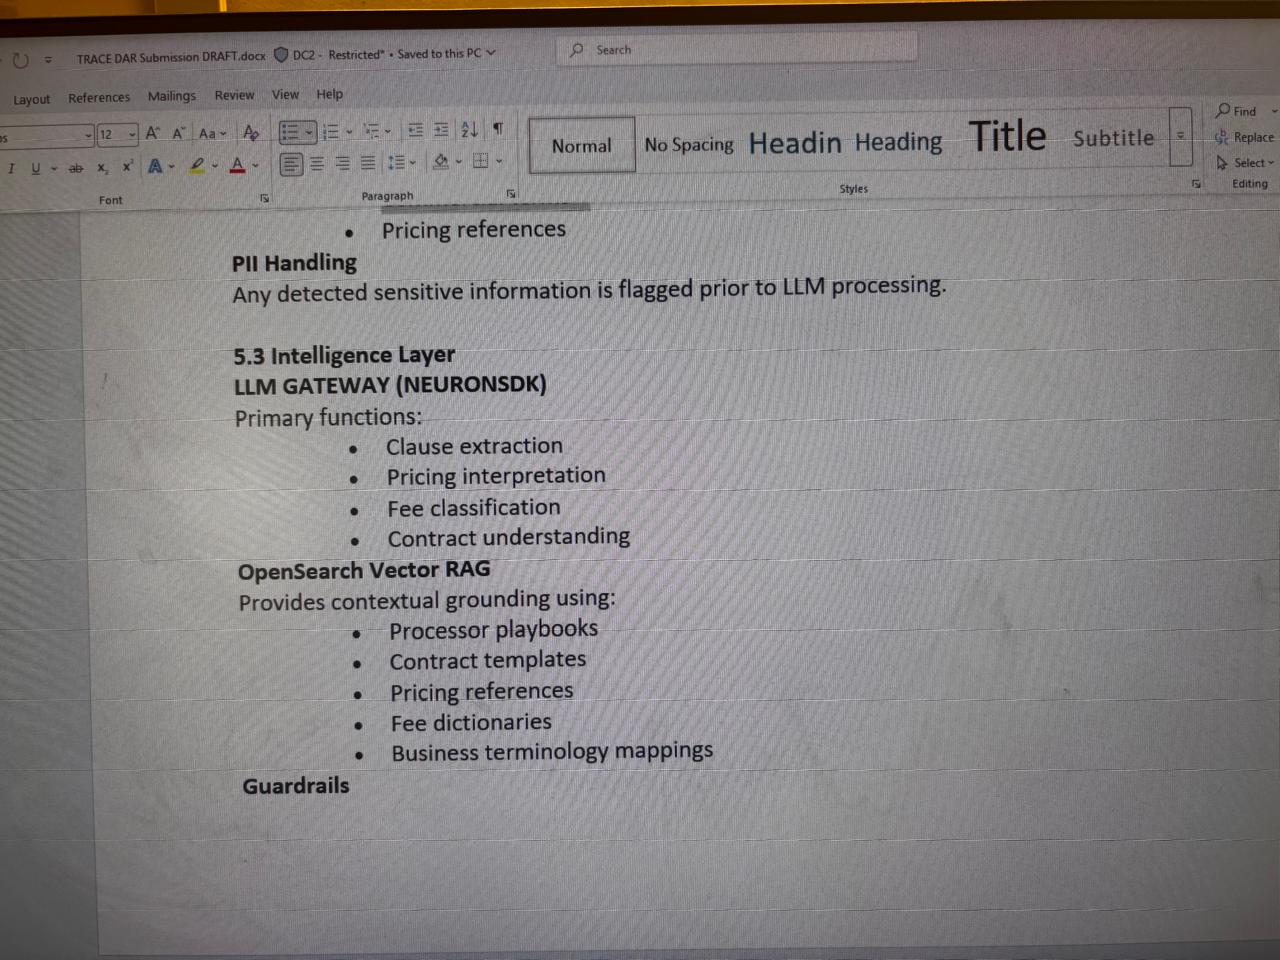 TRACE DAR Submission DRAFT.docx DC2 - Restricted* • Saved to this PC
Search
Layout References Mailings Review View Help
12 A A Aa A
I U ab x₂ x² A A
Font
Paragraph
Normal No Spacing Headin Heading Title Subtitle
Styles
Find
Replace
Select
Editing
• Pricing references
PII Handling
Any detected sensitive information is flagged prior to LLM processing.
5.3 Intelligence Layer
LLM GATEWAY (NEURONSDK)
Primary functions:
• Clause extraction
• Pricing interpretation
• Fee classification
• Contract understanding
OpenSearch Vector RAG
Provides contextual grounding using:
• Processor playbooks
• Contract templates
• Pricing references
• Fee dictionaries
• Business terminology mappings
Guardrails